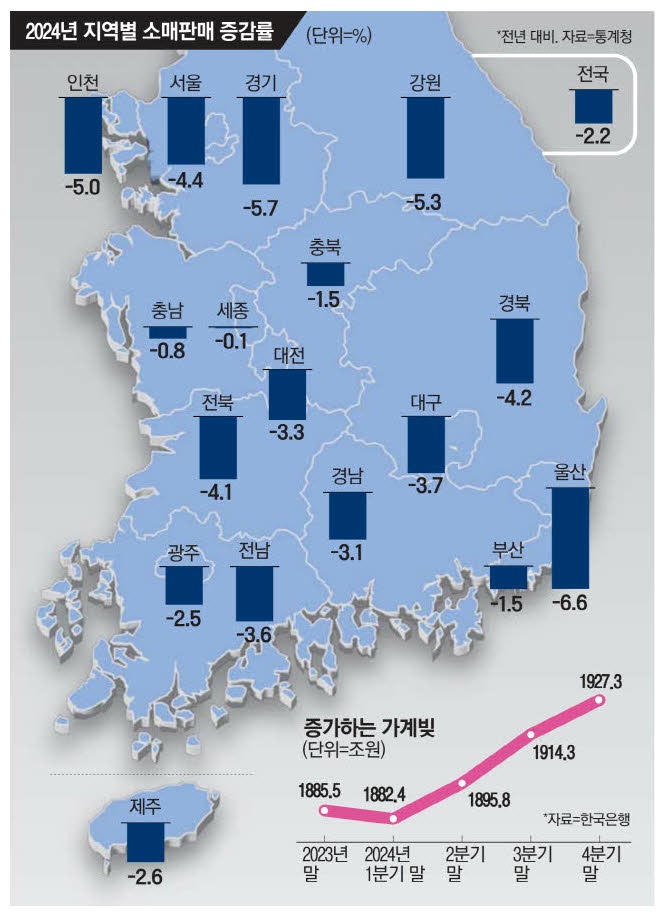 2024년 지역별 소매판매 증감률
(단위=%)
*전년 대비. 자료=통계청
전국
-2.2
인천
-5.0
서울
-4.4
경기
-5.7
강원
-5.3
충북
-1.5
충남
-0.8
세종
-0.1
경북
-4.2
대전
-3.3
전북
-4.1
대구
-3.7
경남
-3.1
울산
-6.6
광주
-2.5
전남
-3.6
부산
-1.5
제주
-2.6
증가하는 가계빚
(단위=조원)
1885.5
1882.4
1895.8
1914.3
1927.3
*자료=한국은행
2023년
말
2024년
1분기 말
2분기
말
3분기
말
4분기
말